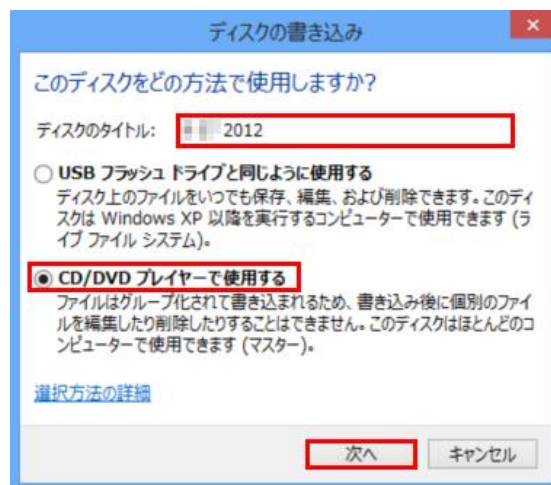 ディスクの書き込み
このディスクをどの方法で使用しますか?
ディスクのタイトル: 2012
USB フラッシュ ドライブと同じように使用する
ディスク上のファイルをいつでも保存、編集、および削除できます。このディ
スクは Windows XP 以降を実行するコンピューターで使用できます (ラ
イブ ファイル システム)。
CD/DVD プレイヤーで使用する
ファイルはグループ化されて書き込まれるため、書き込み後に個別のファイ
ルを編集したり削除したりすることはできません。このディスクはほとんどのコ
ンピューターで使用できます (マスター)。
選択方法の詳細
次へ キャンセル